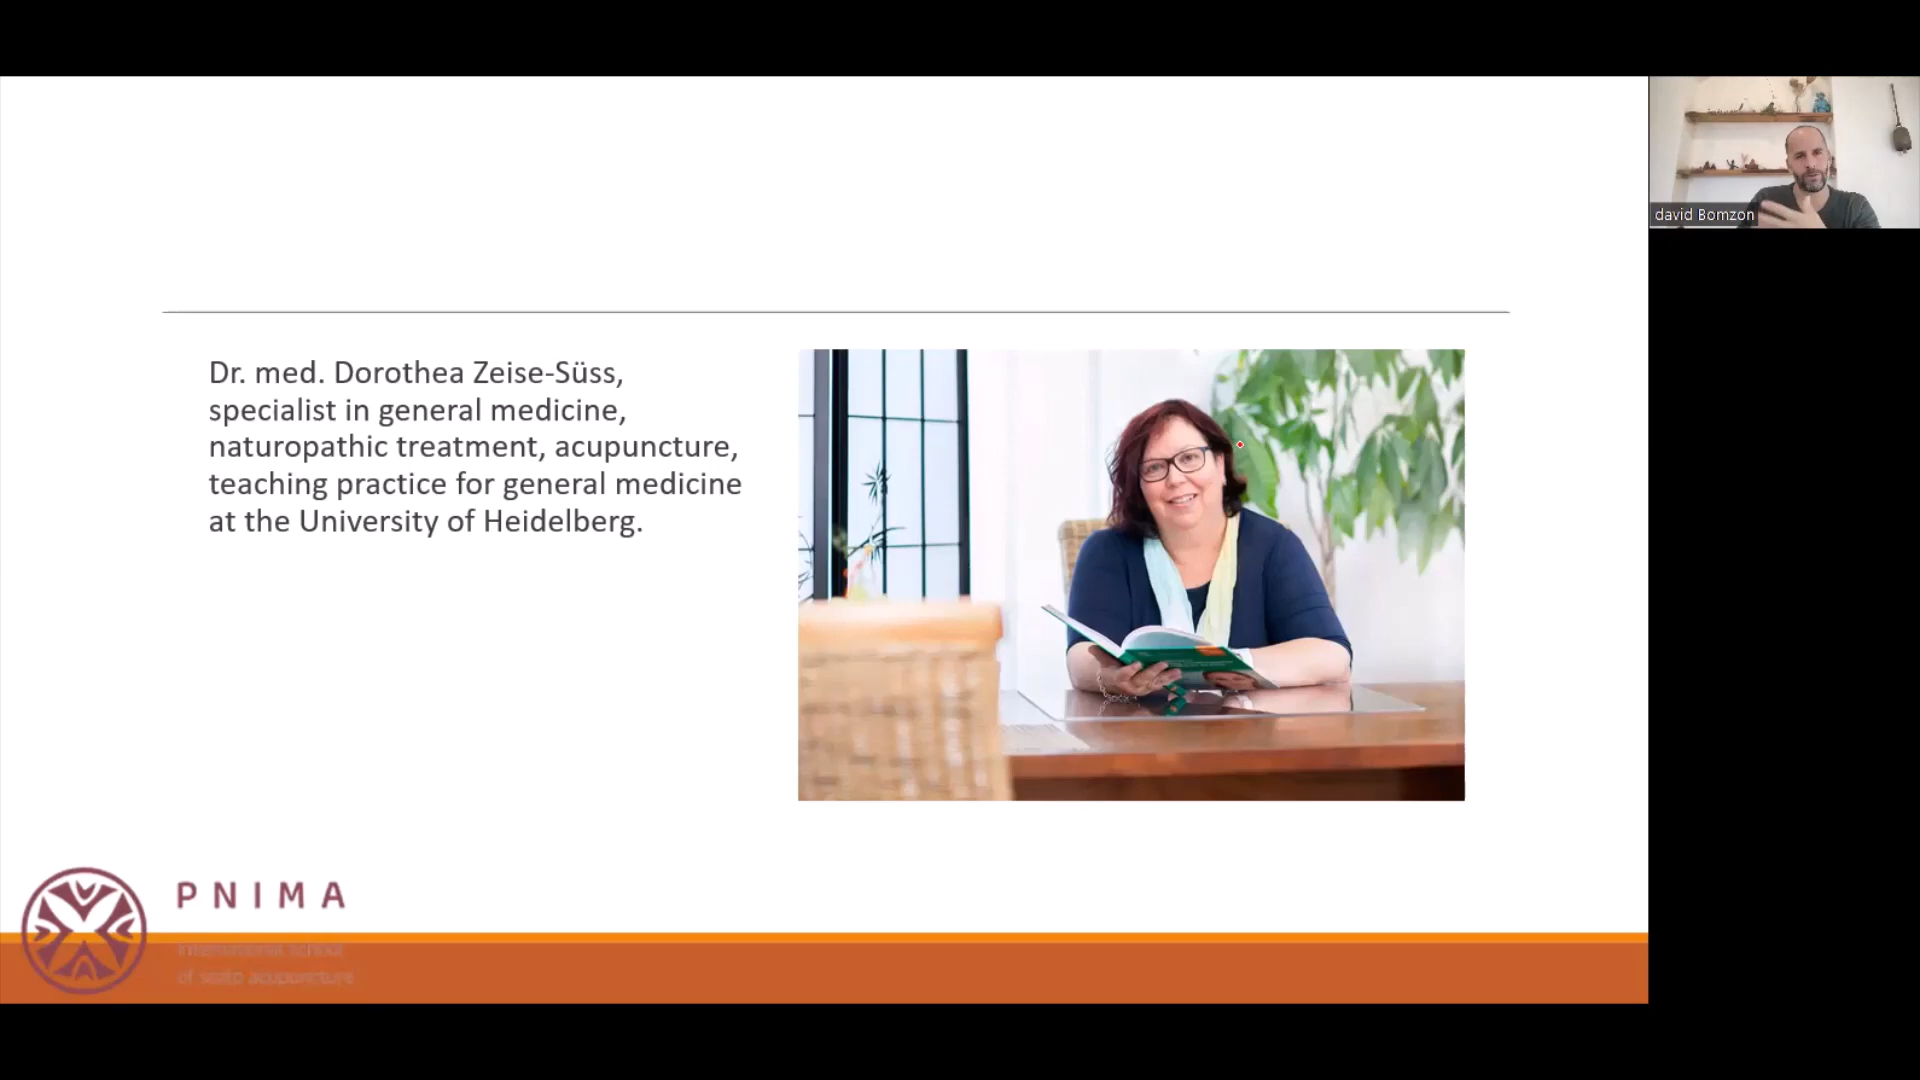 Dr. med. Dorothea Zeise-Süss,
specialist in general medicine,
naturopathic treatment, acupuncture,
teaching practice for general medicine
at the University of Heidelberg.
david Bomzon
PNIMA
international school
of scalp acupuncture